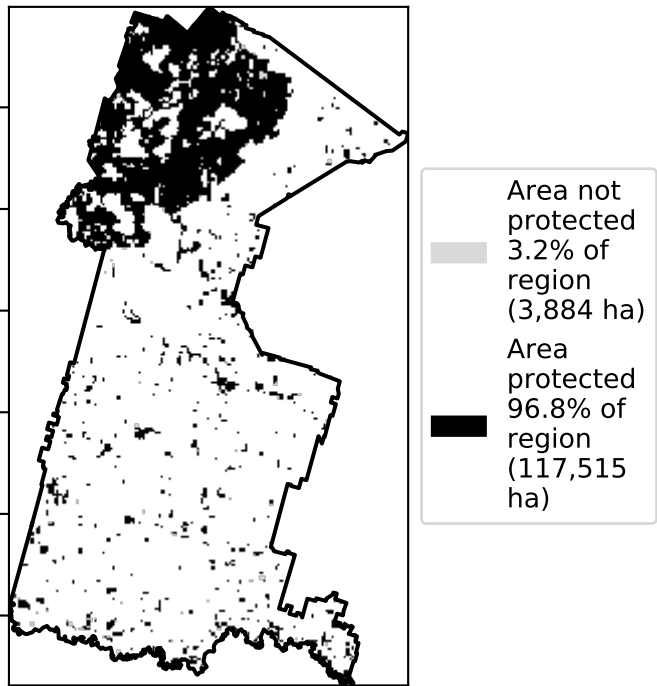 Area not
protected
3.2% of
region
(3,884 ha)
Area
protected
96.8% of
region
(117,515
ha)